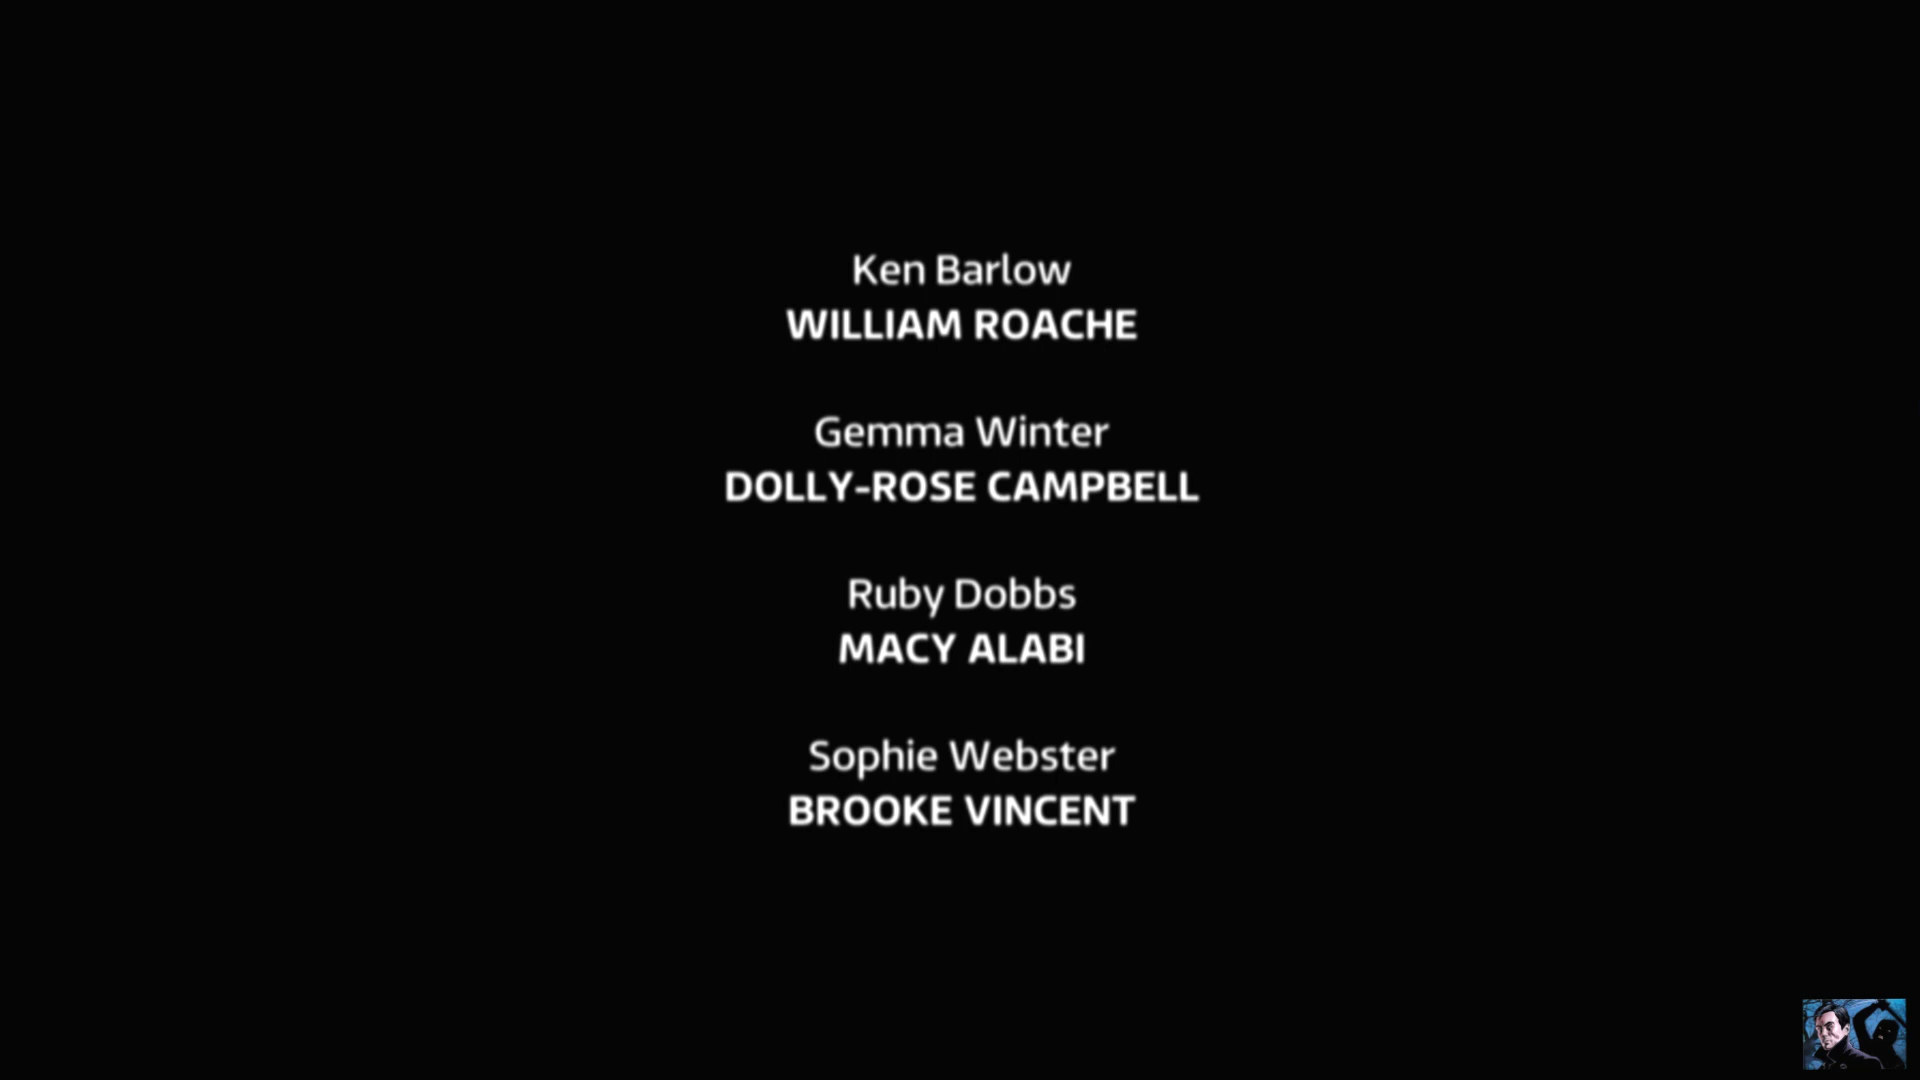 Ken Barlow
WILLIAM ROACHE
Gemma Winter
DOLLY-ROSE CAMPBELL
Ruby Dobbs
MACY ALABI
Sophie Webster
BROOKE VINCENT